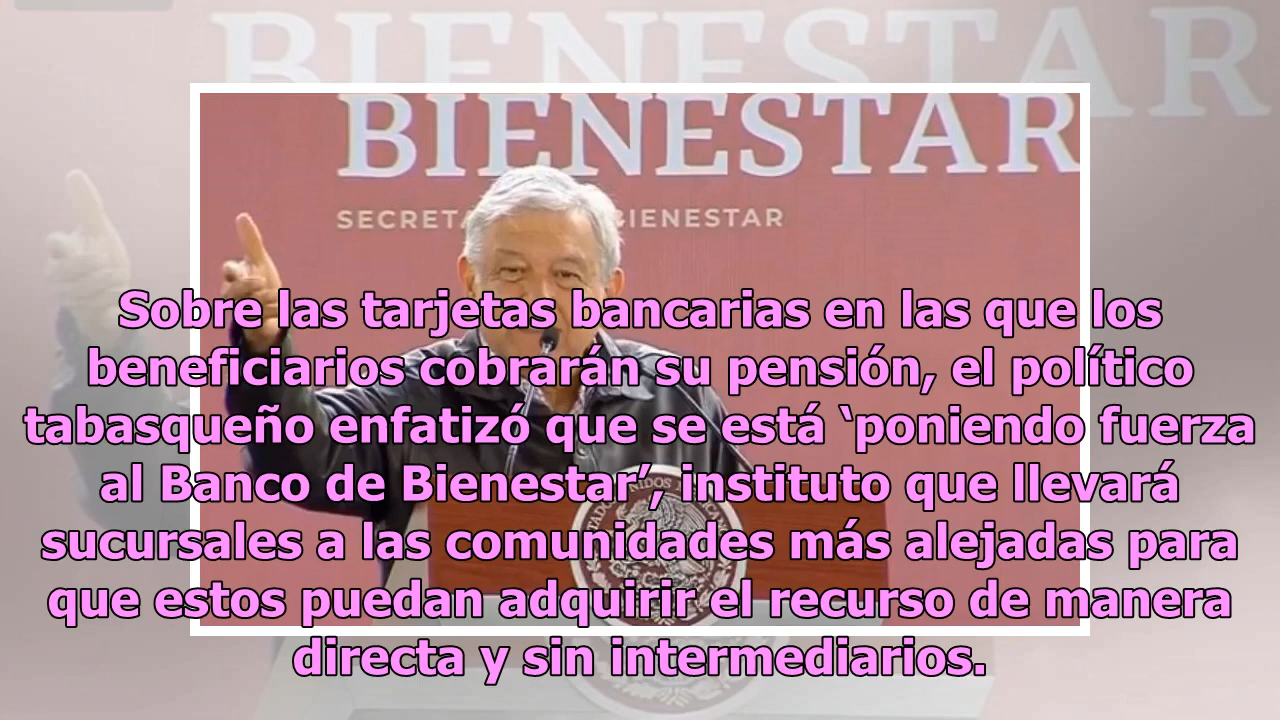 BIENESTAR
BIENESTAR
SECRETA BIENESTAR
Sobre las tarjetas bancarias en las que los
beneficiarios cobrarán su pensión, el político
tabasqueño enfatizó que se está ‘poniendo fuerza
al Banco de Bienestar’, instituto que llevará
sucursales a las comunidades más alejadas para
que estos puedan adquirir el recurso de manera
directa y sin intermediarios.